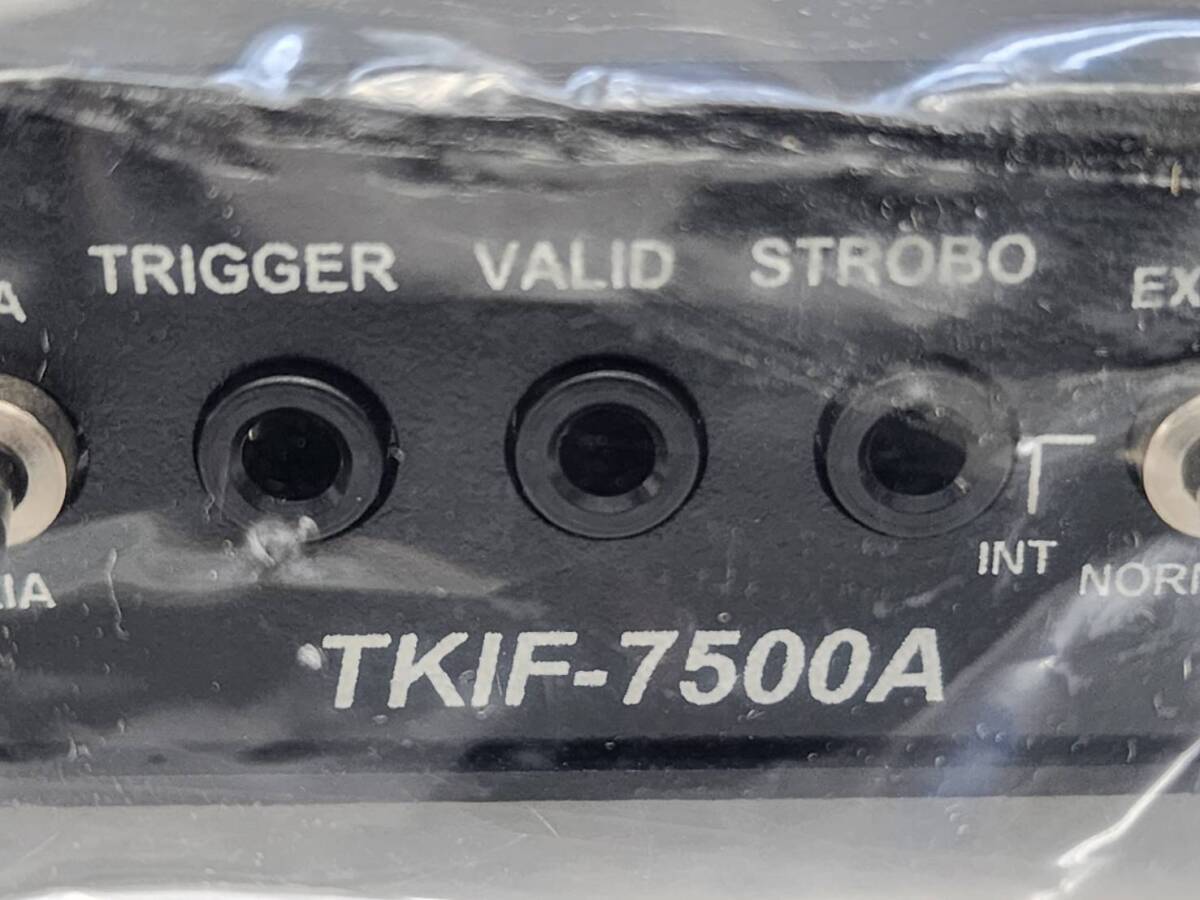 TRIGGER VALID STROBO
INT
TKIF-7500A